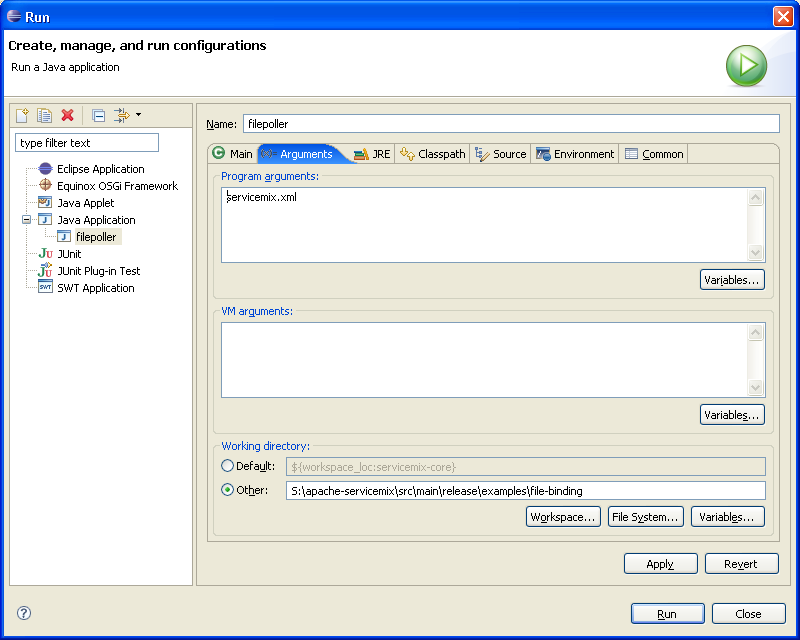 Run
Create, manage, and run configurations
Run a Java application
type filter text
Eclipse Application
Equinox OSGi Framework
Java Applet
Java Application
filepoller
JUnit
JUnit Plug-in Test
SWT Application
Name: filepoller
Main Arguments JRE Classpath Source Environment Common
Program arguments:
servicemix.xml
Variables...
VM arguments:
Variables...
Working directory:
Default: ${workspace_loc:servicemix-core}
Other: S:\apache-servicemix\src\main\release\examples\file-binding
Workspace... File System... Variables...
Apply Revert
Run Close